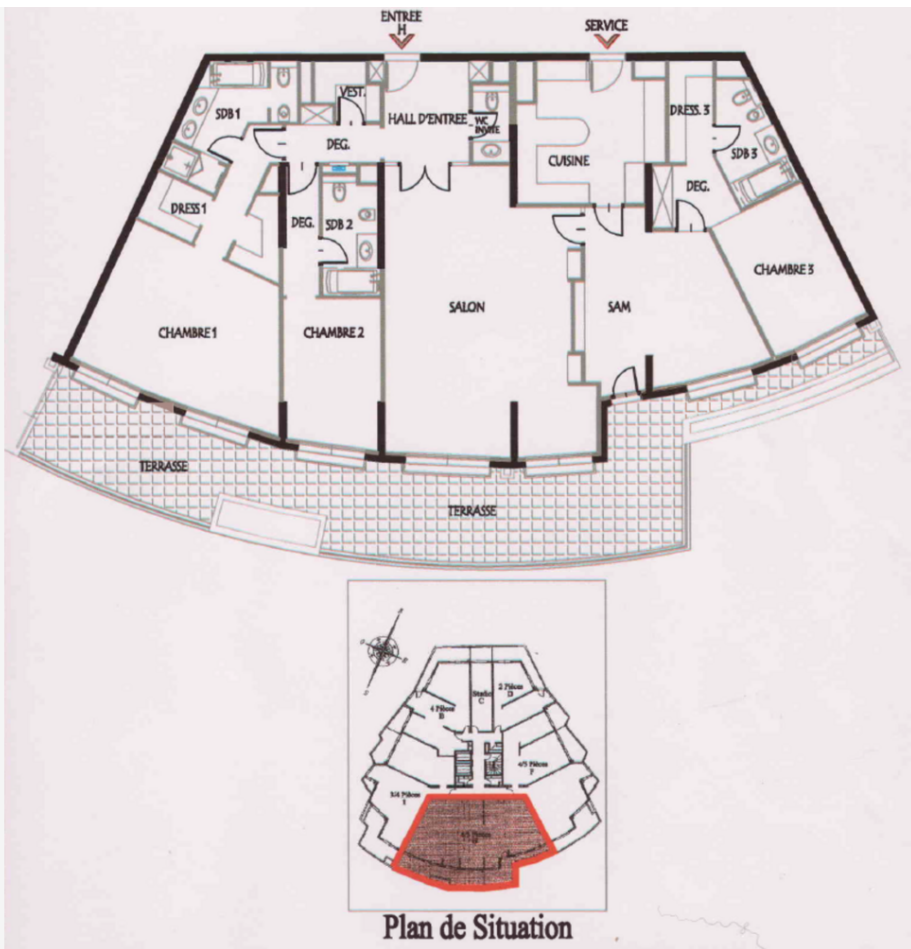 ENTREE
H
SERVICE
SDB 1
VEST.
HALL D'ENTREE
WC
INVITE
DEG.
CUISINE
DRESS. 3
SDB 3
DEG.
DRESS 1
DEG.
SDB 2
CHAMBRE 1
CHAMBRE 2
SALON
SAM
CHAMBRE 3
TERRASSE
TERRASSE
4 Pièces
B
Studio
C
2 Pièces
D
4/5 Pièces
F
3/4 Pièces
Plan de Situation